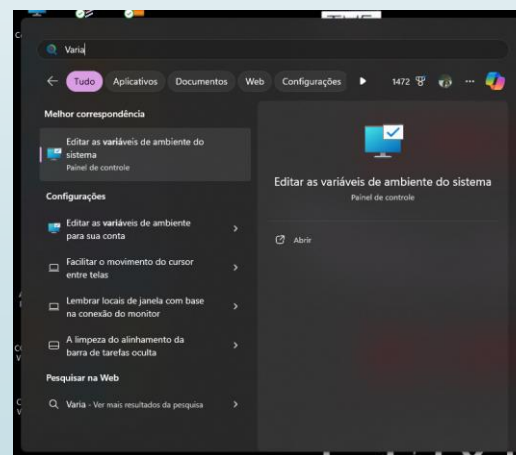 Varia
Tudo Aplicativos Documentos Web Configurações 1472
Melhor correspondência
Editar as variáveis de ambiente do
sistema
Painel de controle
Configurações
Editar as variáveis de ambiente
para sua conta
Facilitar o movimento do cursor
entre telas
Lembrar locais de janela com base
na conexão do monitor
A limpeza do alinhamento da
barra de tarefas oculta
Pesquisar na Web
Varia - Ver mais resultados da pesquisa
Editar as variáveis de ambiente do sistema
Painel de controle
Abrir